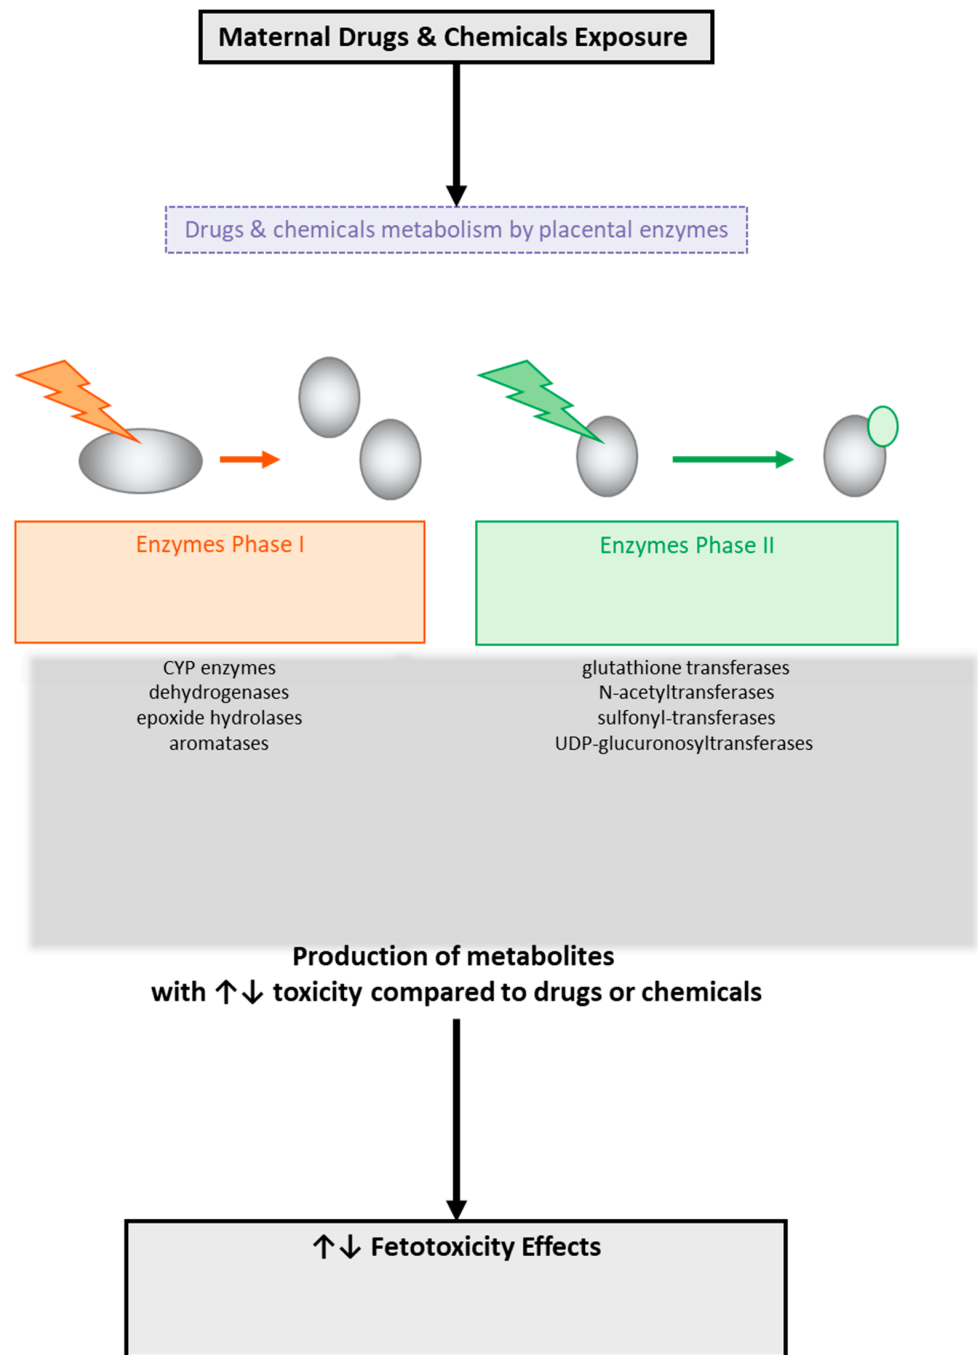 Maternal Drugs & Chemicals Exposure
Drugs & chemicals metabolism by placental enzymes
Enzymes Phase I
Enzymes Phase II
CYP enzymes
dehydrogenases
epoxide hydrolases
aromatases
glutathione transferases
N-acetyltransferases
sulfonyl-transferases
UDP-glucuronosyltransferases
Production of metabolites
with ↑↓ toxicity compared to drugs or chemicals
↑↓ Fetotoxicity Effects